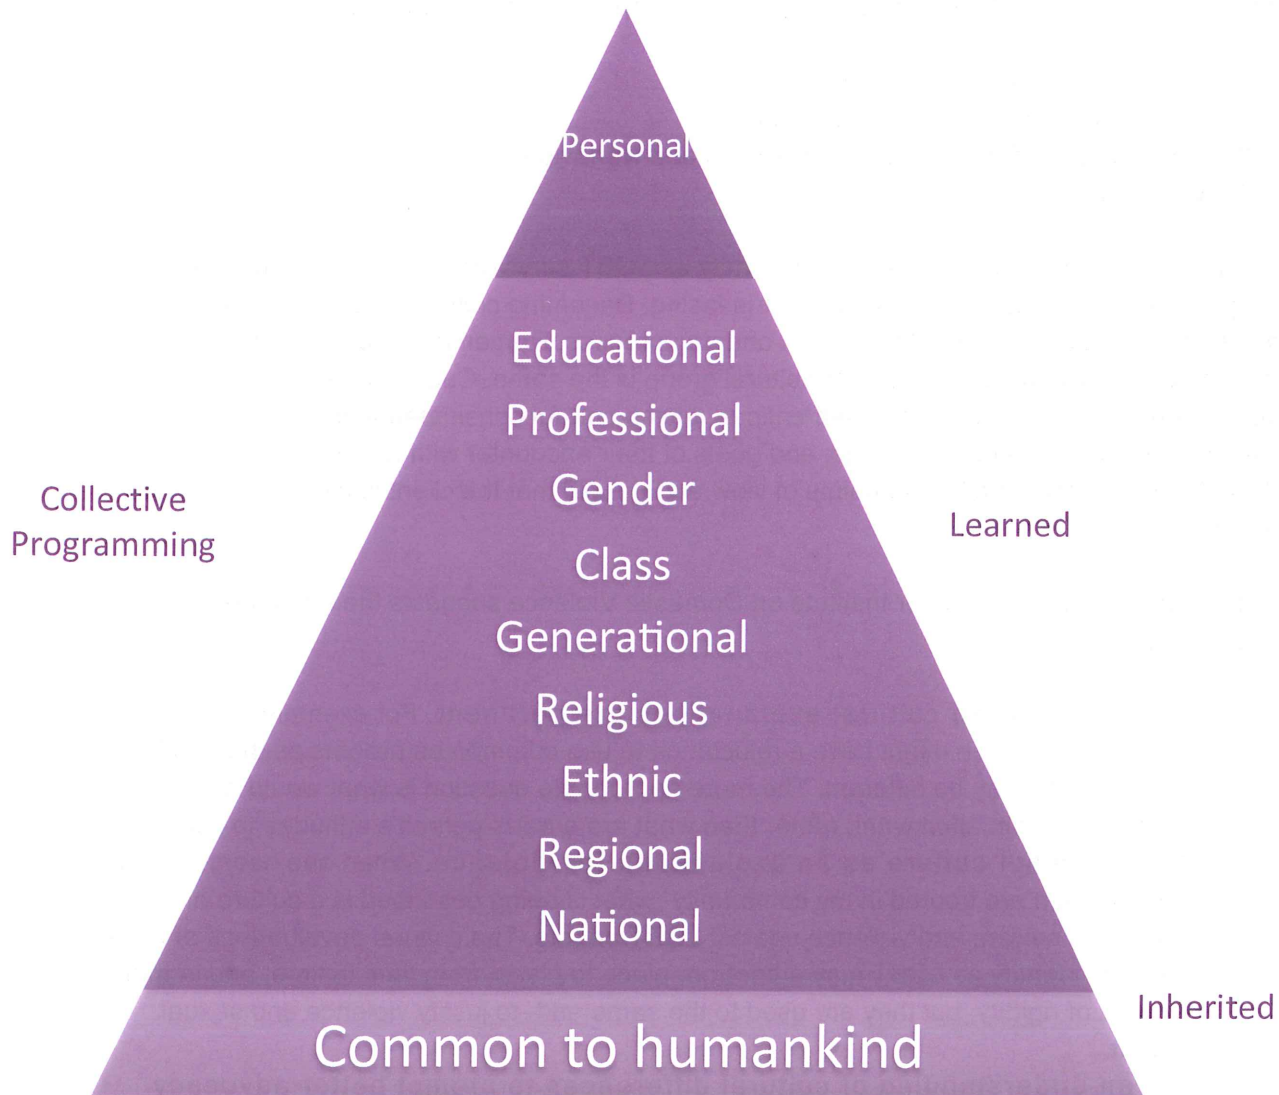 Personal
Educational
Professional
Gender
Class
Generational
Religious
Ethnic
Regional
National
Common to humankind
Collective
Programming
Learned
Inherited